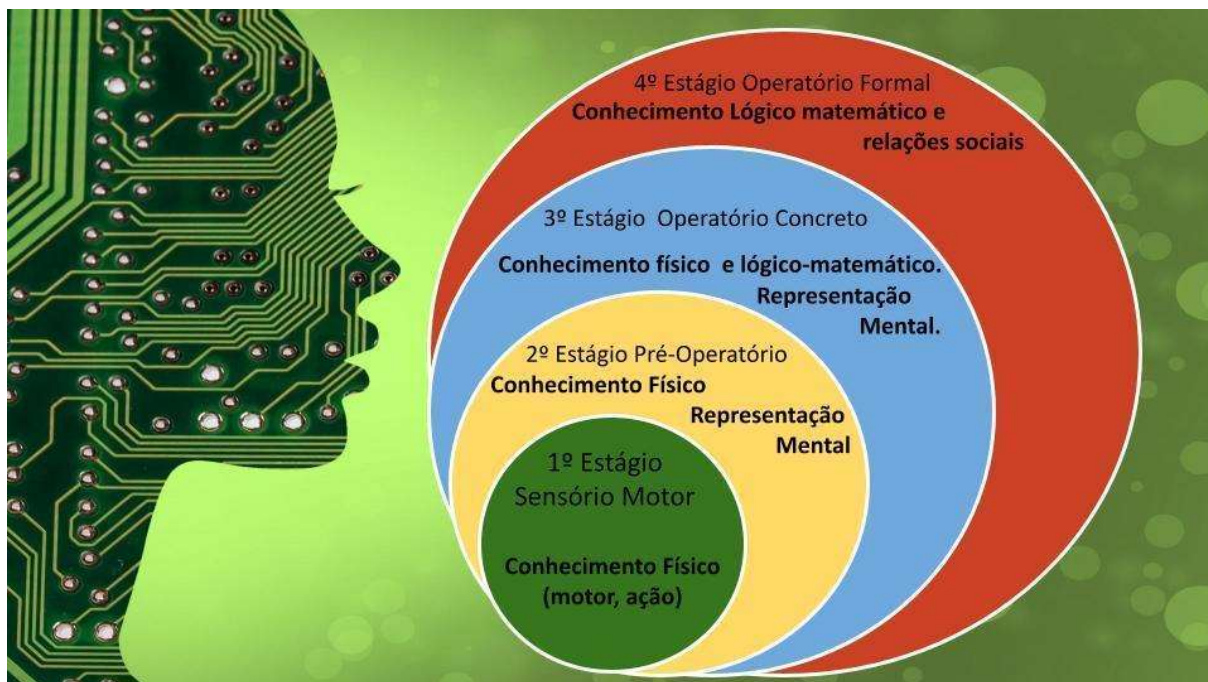 4º Estágio Operatório Formal
Conhecimento Lógico matemático e
relações sociais
3º Estágio Operatório Concreto
Conhecimento físico e lógico-matemático.
Representação
Mental.
2º Estágio Pré-Operatório
Conhecimento Físico
Representação
Mental
1º Estágio
Sensório Motor
Conhecimento Físico
(motor, ação)